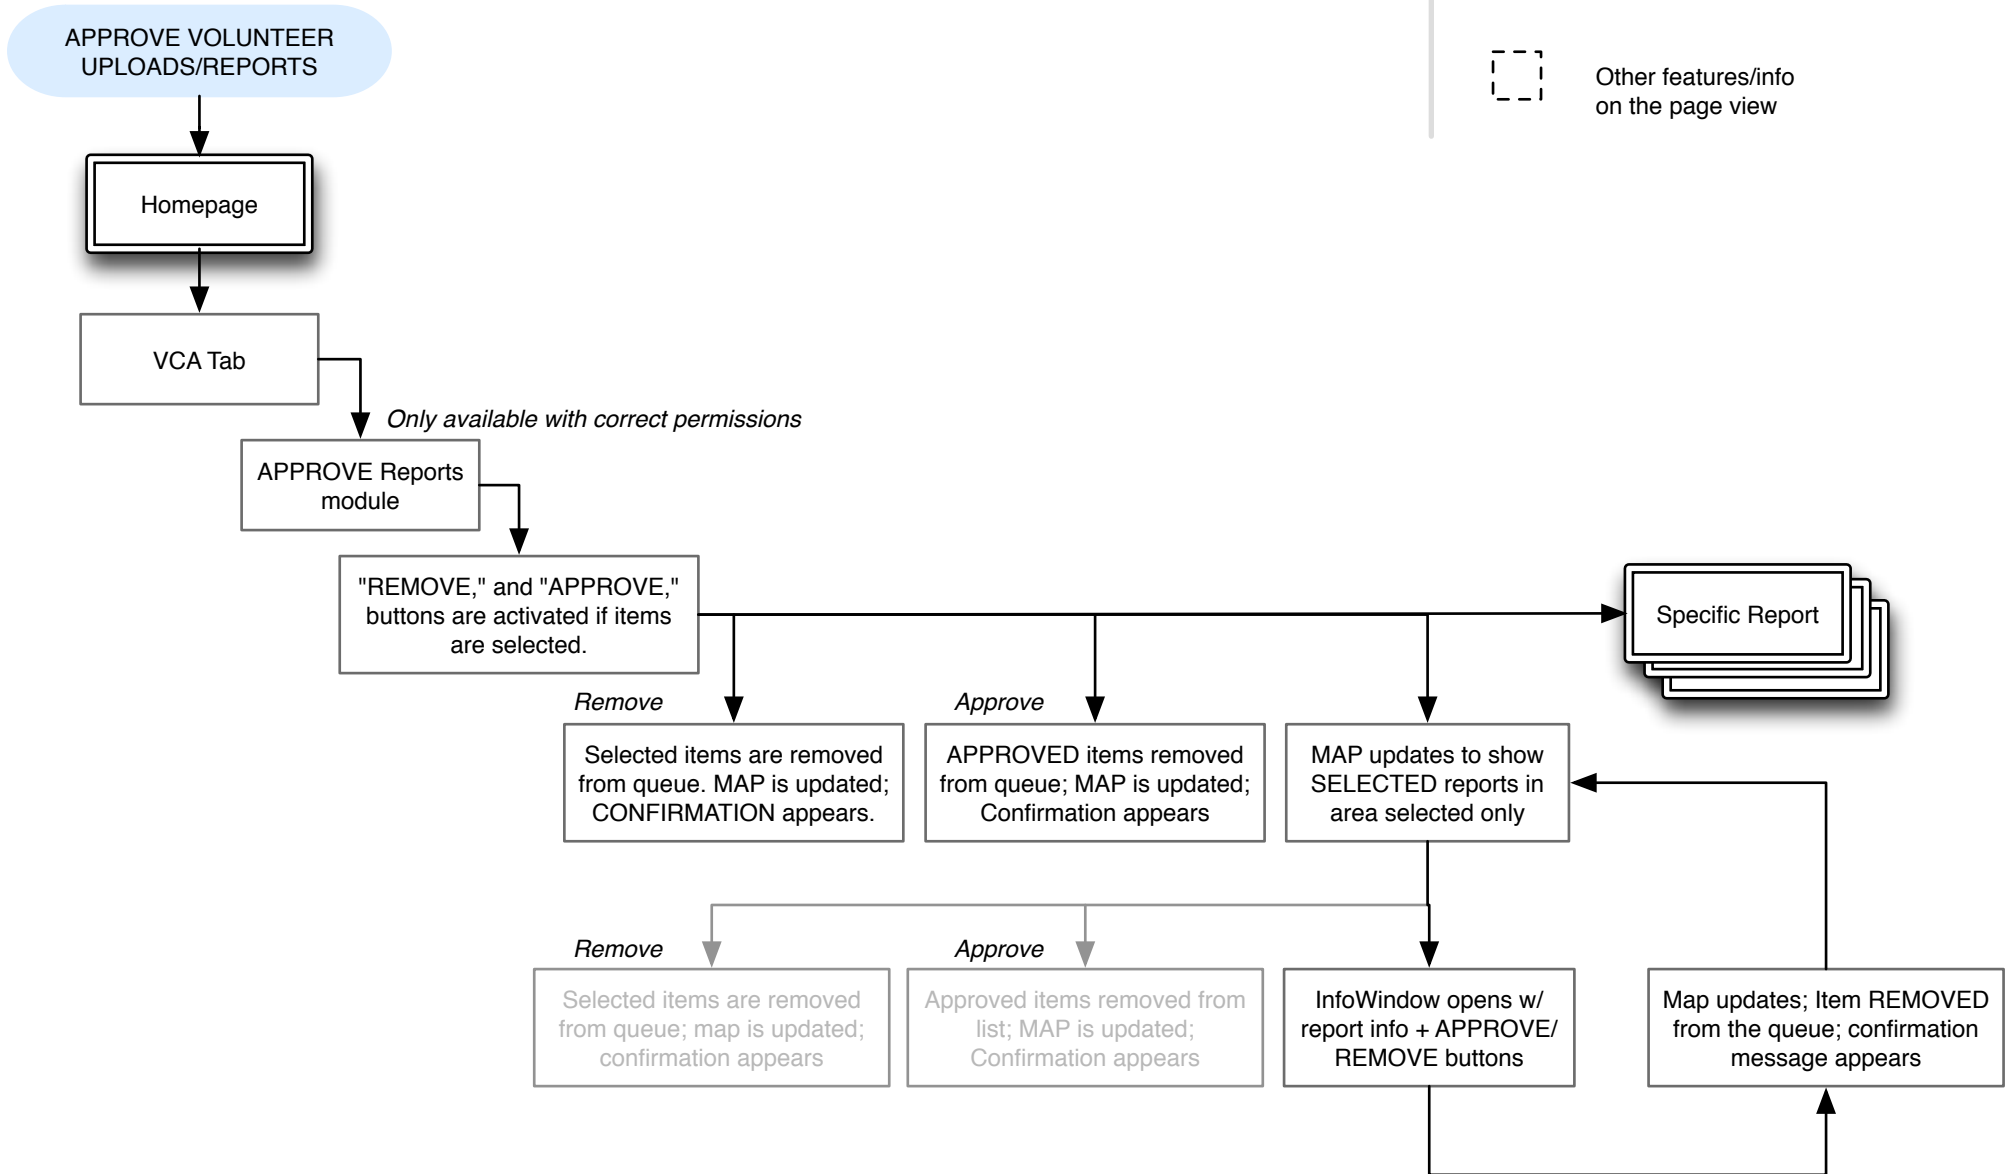 APPROVE VOLUNTEER
UPLOADS/REPORTS
Other features/info
on the page view
Homepage
VCA Tab
Only available with correct permissions
APPROVE Reports
module
"REMOVE," and "APPROVE,"
buttons are activated if items
are selected.
Specific Report
Remove
Approve
Selected items are removed
from queue. MAP is updated;
CONFIRMATION appears.
APPROVED items removed
from queue; MAP is updated;
Confirmation appears
MAP updates to show
SELECTED reports in
area selected only
Remove
Approve
Selected items are removed
from queue; map is updated;
confirmation appears
Approved items removed from
list; MAP is updated;
Confirmation appears
InfoWindow opens w/
report info + APPROVE/
REMOVE buttons
Map updates; Item REMOVED
from the queue; confirmation
message appears